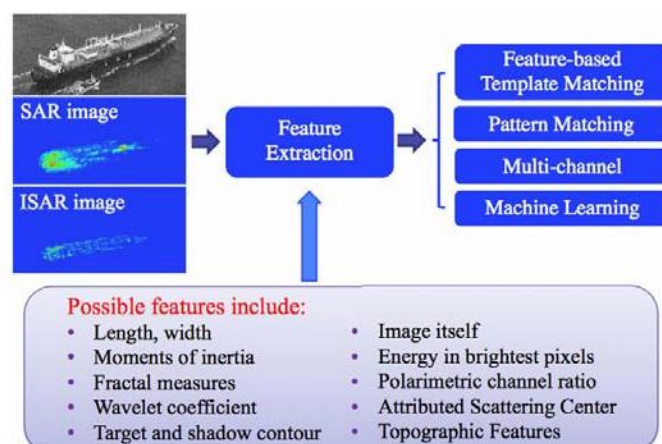 SAR image
ISAR image
Feature
Extraction
Feature-based
Template Matching
Pattern Matching
Multi-channel
Machine Learning
Possible features include:
• Length, width
• Moments of inertia
• Fractal measures
• Wavelet coefficient
• Target and shadow contour
• Image itself
• Energy in brightest pixels
• Polarimetric channel ratio
• Attributed Scattering Center
• Topographic Features